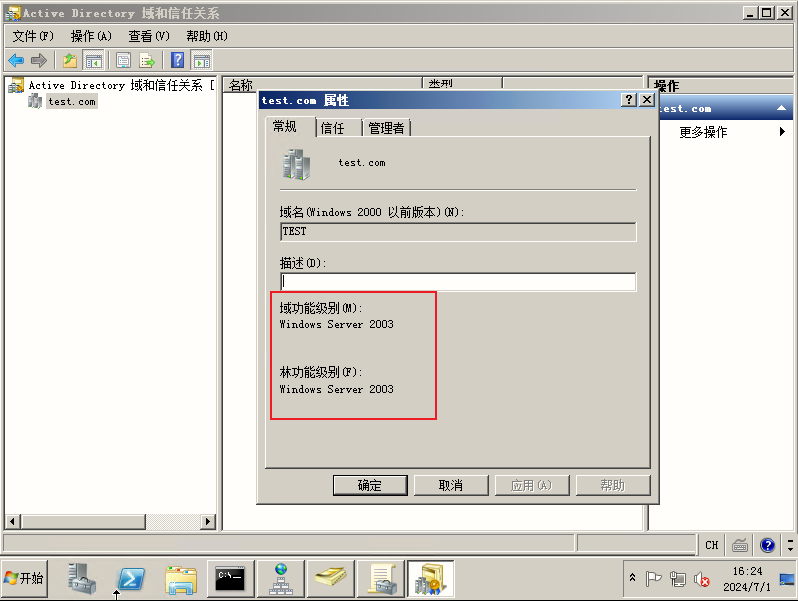 Active Directory 域和信任关系
文件(F) 操作(A) 查看(V) 帮助(H)
Active Directory 域和信任关系 [
test.com
名称
类型
操作
test.com
更多操作
test.com 属性
常规 信任 管理者
test.com
域名(Windows 2000 以前版本)(N):
TEST
描述(D):
域功能级别(M):
Windows Server 2003
林功能级别(F):
Windows Server 2003
确定 取消 应用(A) 帮助
CH
开始
C:\
16:24
2024/7/1